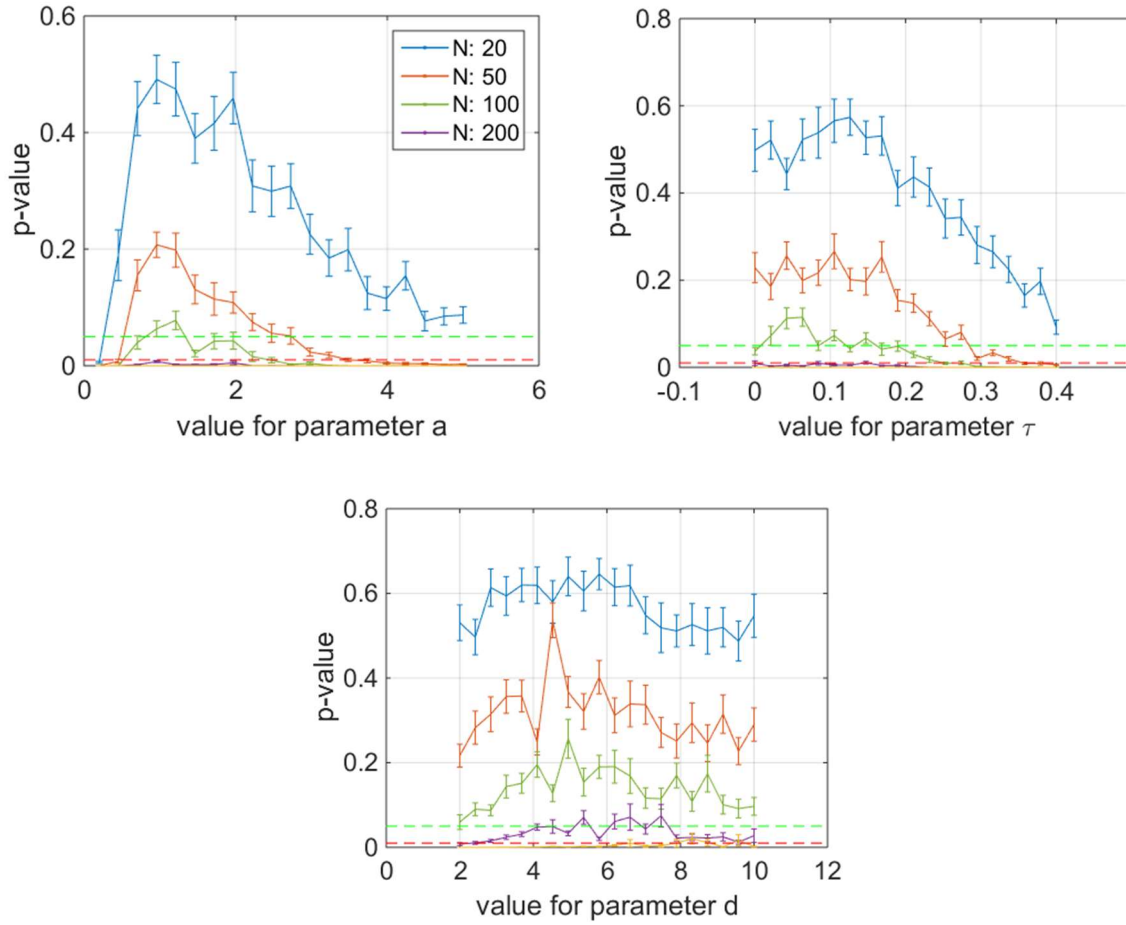 0.6
0.4
0.2
0
p-value
0 2 4 6
value for parameter a
N: 20
N: 50
N: 100
N: 200
0.8
0.6
0.4
0.2
0
p-value
-0.1 0 0.1 0.2 0.3 0.4
value for parameter τ
0.8
0.6
0.4
0.2
0
p-value
0 2 4 6 8 10 12
value for parameter d